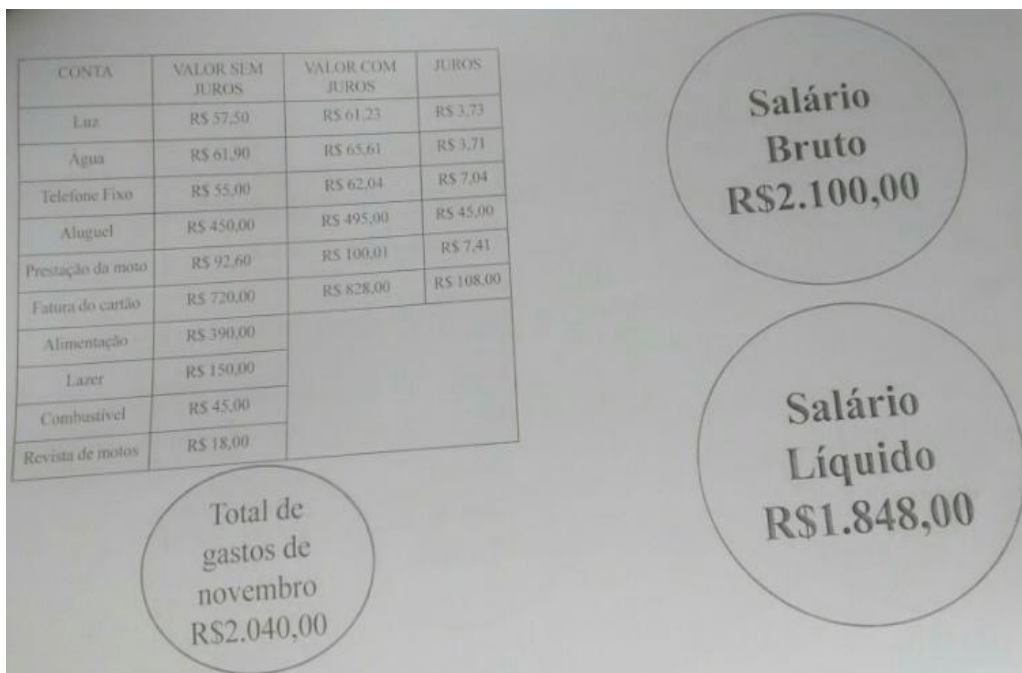 CONTA VALOR SEM JUROS VALOR COM JUROS JUROS
Luz R$ 57,50 R$ 61,23 R$ 3,73
Água R$ 61,90 R$ 65,61 R$ 3,71
Telefone Fixo R$ 55,00 R$ 62,04 R$ 7,04
Aluguel R$ 450,00 R$ 495,00 R$ 45,00
Prestação da moto R$ 92,60 R$ 100,01 R$ 7,41
Fatura do cartão R$ 720,00 R$ 828,00 R$ 108,00
Alimentação R$ 390,00
Lazer R$ 150,00
Combustível R$ 45,00
Revista de motos R$ 18,00
Total de
gastos de
novembro
R$2.040,00
Salário
Bruto
R$2.100,00
Salário
Líquido
R$1.848,00